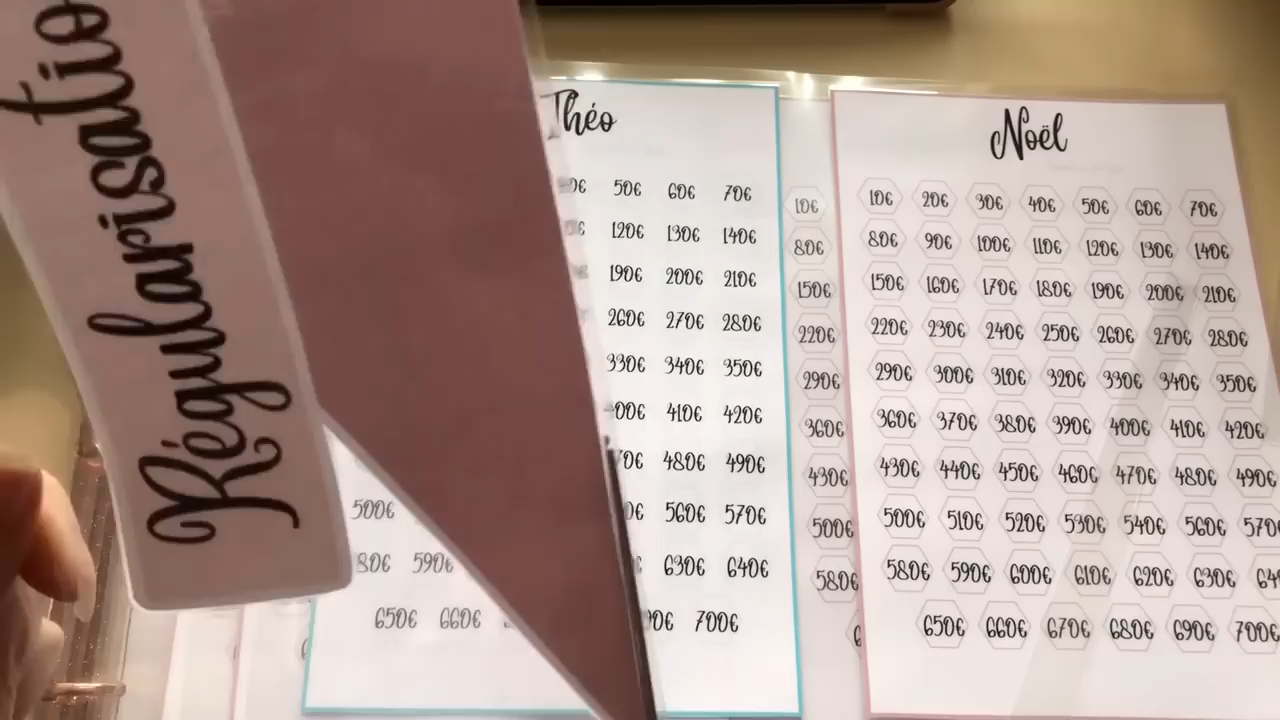 Régularisatio
Théo
50€ 60€ 70€
120€ 130€ 140€
190€ 200€ 210€
260€ 270€ 280€
330€ 340€ 350€
410€ 420€
480€ 490€
500€ 560€ 570€
590€ 630€ 640€
650€ 660€ 700€
10€
80€
150€
220€
290€
360€
430€
500€
580€
Noël
10€ 20€ 30€ 40€ 50€ 60€ 70€
80€ 90€ 100€ 110€ 120€ 130€ 140€
150€ 160€ 170€ 180€ 190€ 200€ 210€
220€ 230€ 240€ 250€ 260€ 270€ 280€
290€ 300€ 310€ 320€ 330€ 340€ 350€
360€ 370€ 380€ 390€ 400€ 410€ 420€
430€ 440€ 450€ 460€ 470€ 480€ 490€
500€ 510€ 520€ 530€ 540€ 560€ 570
580€ 590€ 600€ 610€ 620€ 630€ 64
650€ 660€ 670€ 680€ 690€ 700€